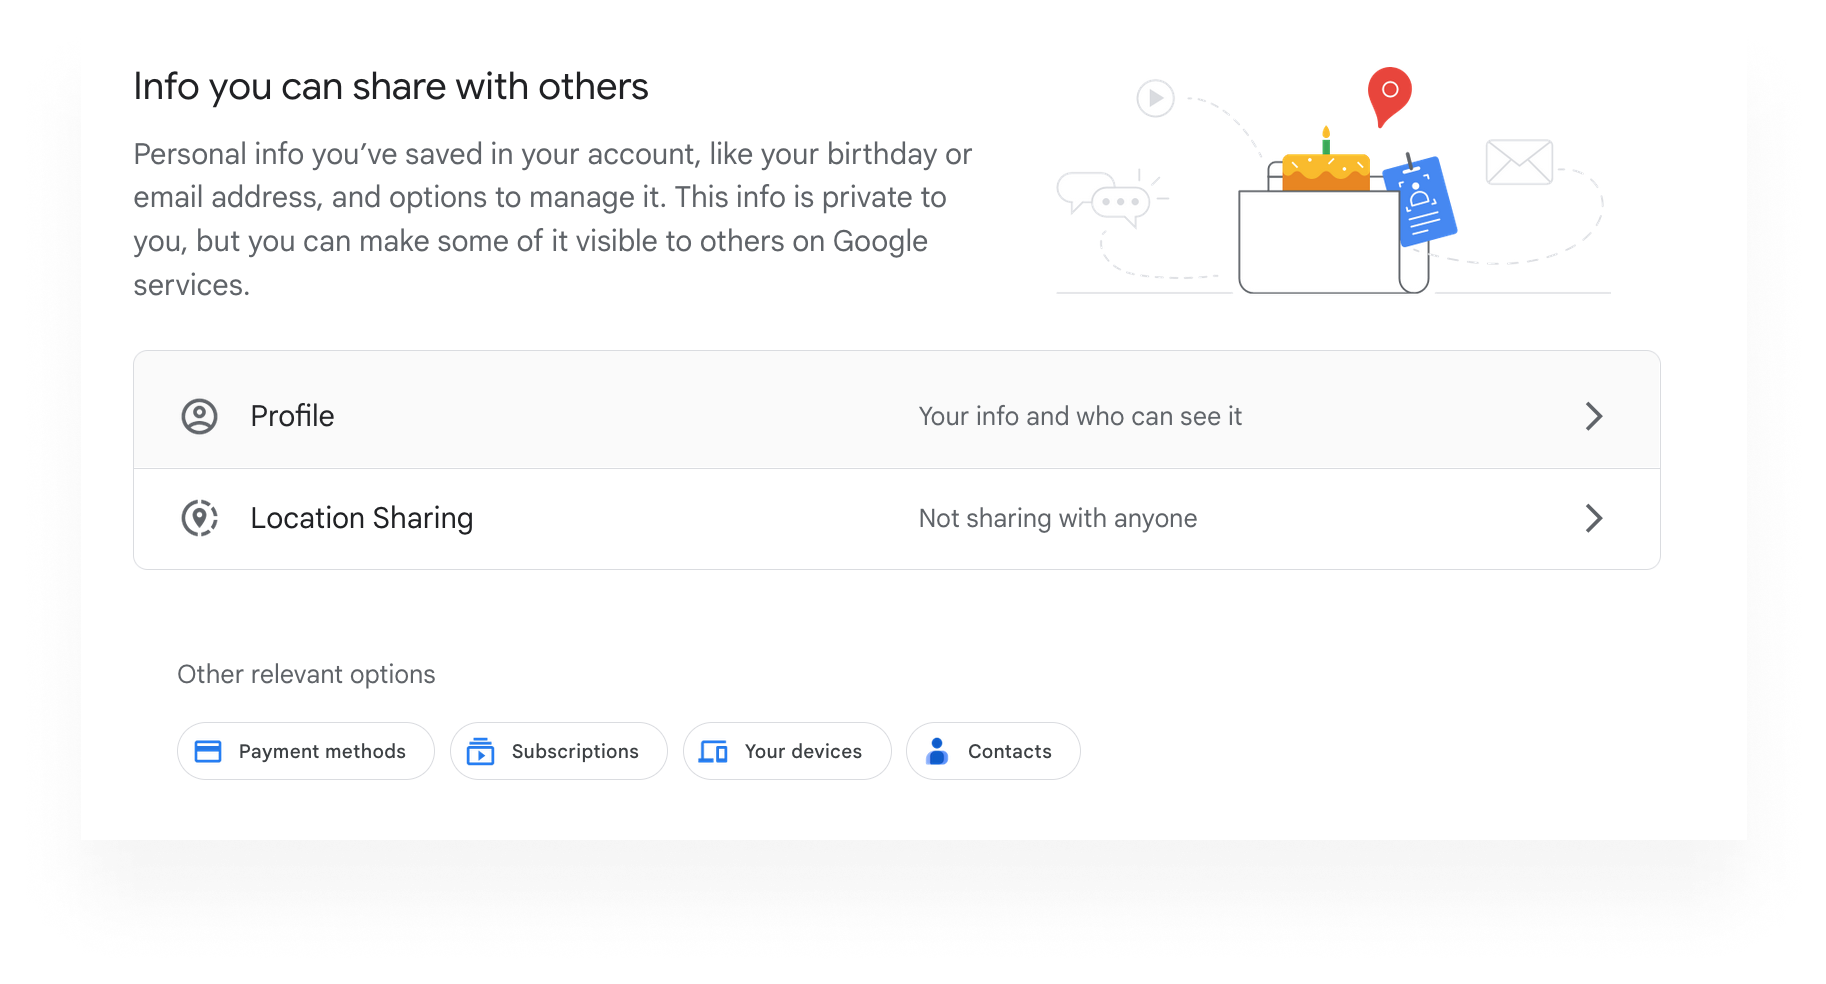 Info you can share with others
Personal info you’ve saved in your account, like your birthday or
email address, and options to manage it. This info is private to
you, but you can make some of it visible to others on Google
services.
Profile
Your info and who can see it
Location Sharing
Not sharing with anyone
Other relevant options
Payment methods
Subscriptions
Your devices
Contacts